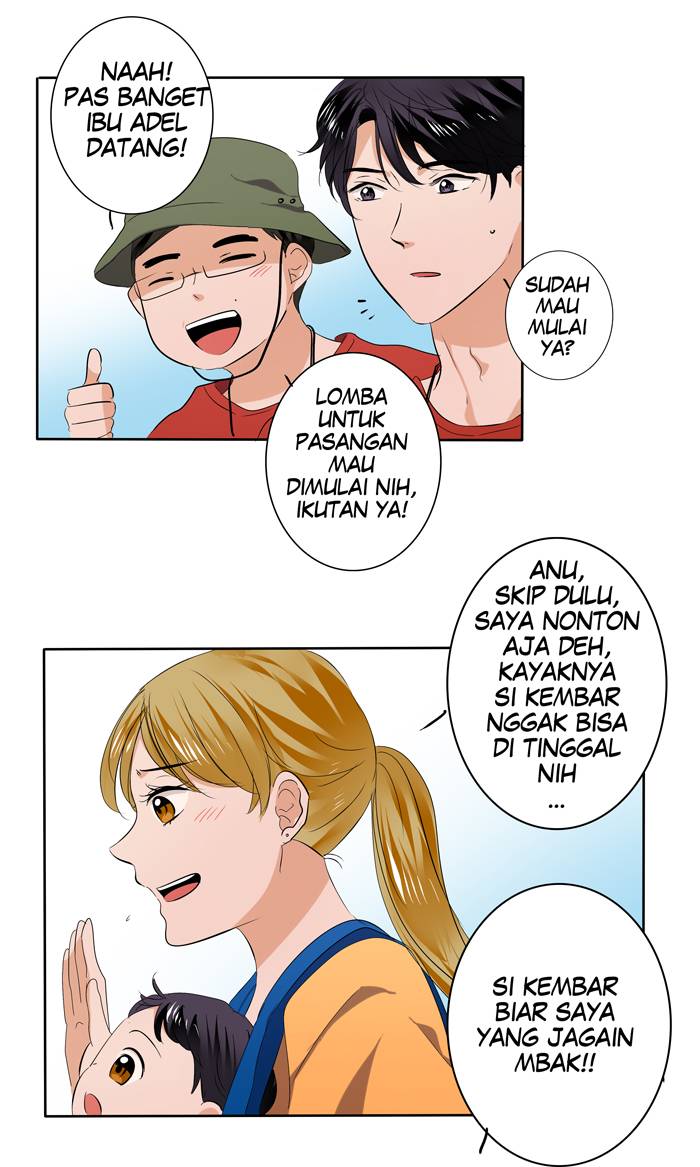 NAAH!
PAS BANGET
IBU ADEL
DATANG!
SUDAH
MAU
MULAI
YA?
LOMBA
UNTUK
PASANGAN
MAU
DIMULAI NIH,
IKUTAN YA!
ANU,
SKIP DULU,
SAYA NONTON
AJA DEH,
KAYAKNYA
SI KEMBAR
NGGAK BISA
DI TINGGAL
NIH
...
SI KEMBAR
BIAR SAYA
YANG JAGAIN
MBAK!!